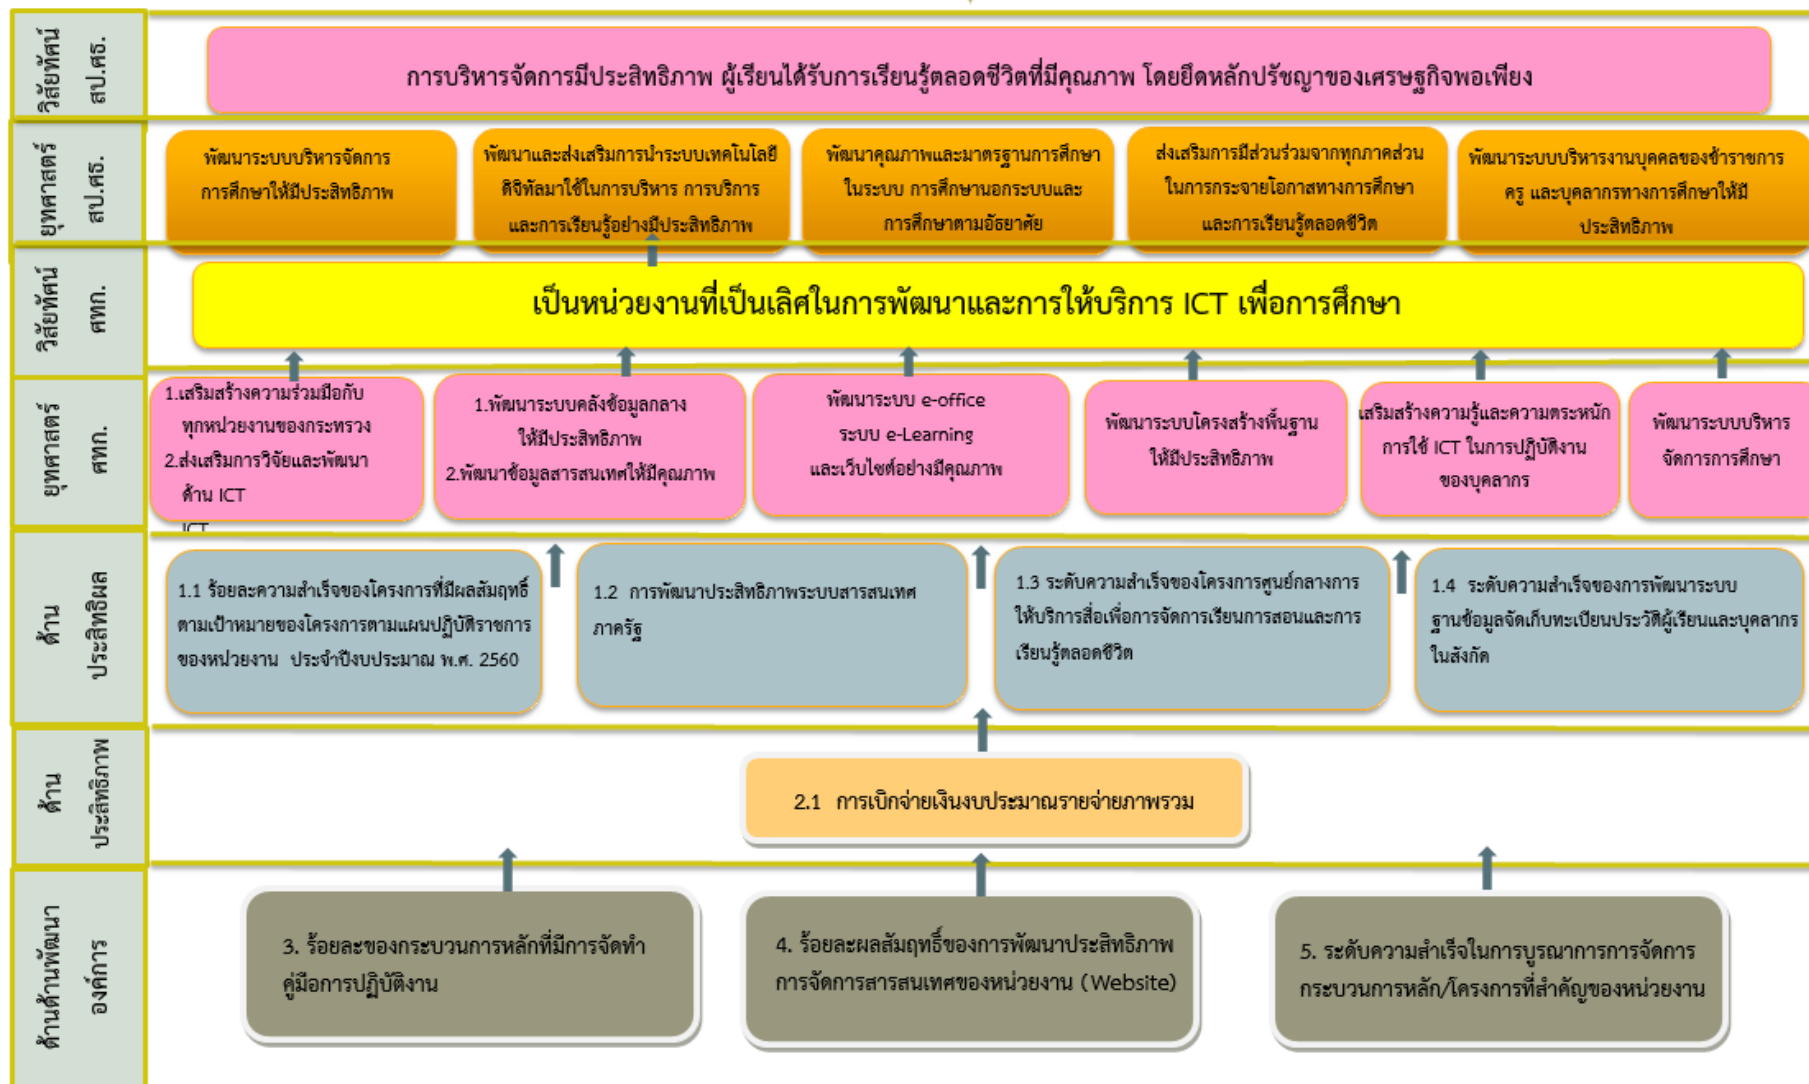 วิสัยทัศน์
สป.ศธ.
การบริหารจัดการมีประสิทธิภาพ ผู้เรียนได้รับการเรียนรู้ตลอดชีวิตที่มีคุณภาพ โดยยึดหลักปรัชญาของเศรษฐกิจพอเพียง
ยุทศาสตร์
สป.ศธ.
พัฒนาระบบบริหารจัดการ
การศึกษาให้มีประสิทธิภาพ
พัฒนาและส่งเสริมการนำระบบเทคโนโลยี
ดิจิทัลมาใช้ในการบริหาร การบริการ
และการเรียนรู้อย่างมีประสิทธิภาพ
พัฒนาคุณภาพและมาตรฐานการศึกษา
ในระบบ การศึกษานอกระบบและ
การศึกษาตามอัธยาศัย
ส่งเสริมการมีส่วนร่วมจากทุกภาคส่วน
ในการกระจายโอกาสทางการศึกษา
และการเรียนรู้ตลอดชีวิต
พัฒนาระบบบริหารงานบุคคลของข้าราชการ
ครู และบุคลากรทางการศึกษาให้มี
ประสิทธิภาพ
วิสัยทัศน์
ศทก.
เป็นหน่วยงานที่เป็นเลิศในการพัฒนาและการให้บริการ ICT เพื่อการศึกษา
ยุทศาสตร์
ศทก.
1.เสริมสร้างความร่วมมือกับ
ทุกหน่วยงานของกระทรวง
2.ส่งเสริมการวิจัยและพัฒนา
ด้าน ICT
ICT
1.พัฒนาระบบคลังข้อมูลกลาง
ให้มีประสิทธิภาพ
2.พัฒนาข้อมูลสารสนเทศให้มีคุณภาพ
พัฒนาระบบ e-office
ระบบ e-Learning
และเว็บไซต์อย่างมีคุณภาพ
พัฒนาระบบโครงสร้างพื้นฐาน
ให้มีประสิทธิภาพ
เสริมสร้างความรู้และความตระหนัก
การใช้ ICT ในการปฏิบัติงาน
ของบุคลากร
พัฒนาระบบบริหาร
จัดการการศึกษา
ด้าน
ประสิทธิผล
1.1 ร้อยละความสำเร็จของโครงการที่มีผลสัมฤทธิ์
ตามเป้าหมายของโครงการตามแผนปฏิบัติราชการ
ของหน่วยงาน ประจำปีงบประมาณ พ.ศ. 2560
1.2 การพัฒนาประสิทธิภาพระบบสารสนเทศ
ภาครัฐ
1.3 ระดับความสำเร็จของโครงการศูนย์กลางการ
ให้บริการสื่อเพื่อการจัดการเรียนการสอนและการ
เรียนรู้ตลอดชีวิต
1.4 ระดับความสำเร็จของการพัฒนาระบบ
ฐานข้อมูลจัดเก็บทะเบียนประวัติผู้เรียนและบุคลากร
ในสังกัด
ด้าน
ประสิทธิภาพ
2.1 การเบิกจ่ายเงินงบประมาณรายจ่ายภาพรวม
ด้านด้านพัฒนา
องค์การ
3. ร้อยละของกระบวนการหลักที่มีการจัดทำ
คู่มือการปฏิบัติงาน
4. ร้อยละผลสัมฤทธิ์ของการพัฒนาประสิทธิภาพ
การจัดการสารสนเทศของหน่วยงาน (Website)
5. ระดับความสำเร็จในการบูรณาการการจัดการ
กระบวนการหลัก/โครงการที่สำคัญของหน่วยงาน